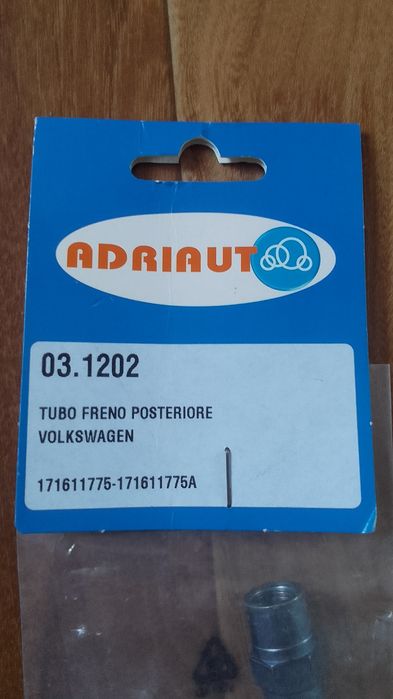 ADRIAUTO
03.1202
TUBO FRENO POSTERIORE
VOLKSWAGEN
171611775-171611775A